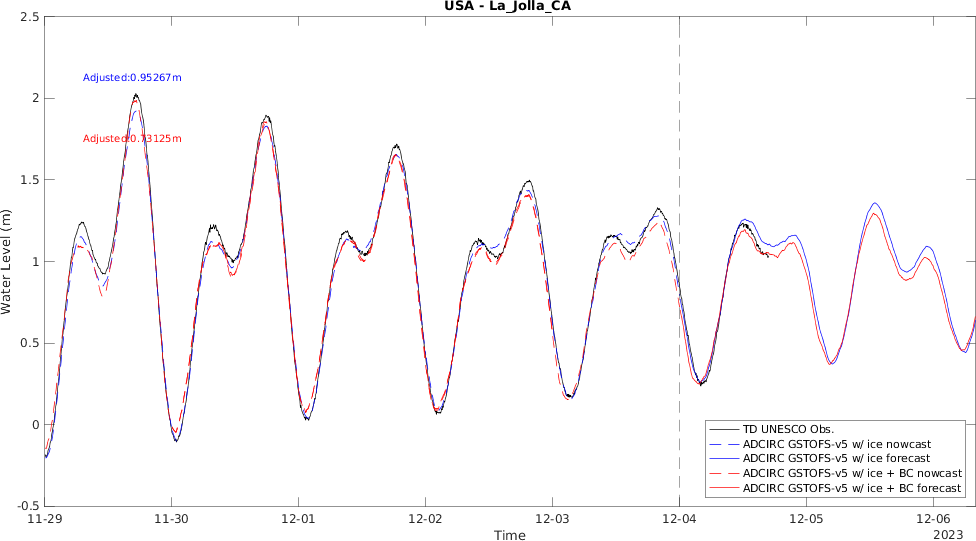 USA - La_Jolla_CA
2.5
2
1.5
1
0.5
0
-0.5
Water Level (m)
Adjusted:0.95267m
Adjusted:0.73125m
TD UNESCO Obs.
ADCIRC GSTOFS-v5 w/ ice nowcast
ADCIRC GSTOFS-v5 w/ ice forecast
ADCIRC GSTOFS-v5 w/ ice + BC nowcast
ADCIRC GSTOFS-v5 w/ ice + BC forecast
11-29 11-30 12-01 12-02 12-03 12-04 12-05 12-06
Time
2023